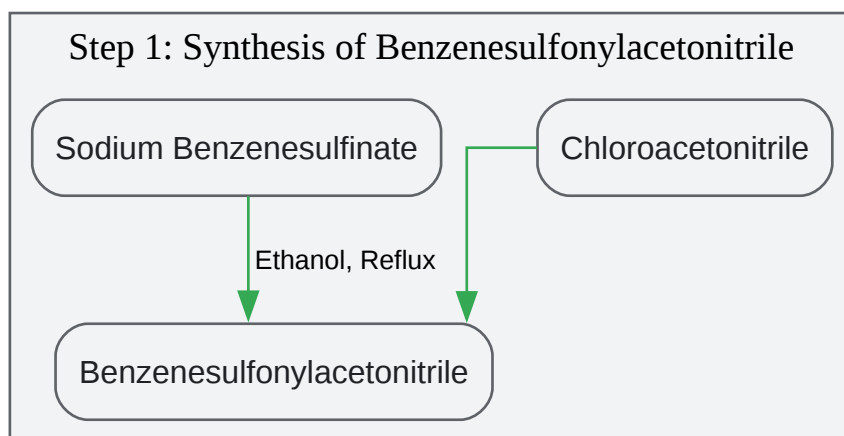 Step 1: Synthesis of Benzenesulfonylacetonitrile
Sodium Benzenesulfinate
Chloroacetonitrile
Ethanol, Reflux
Benzenesulfonylacetonitrile